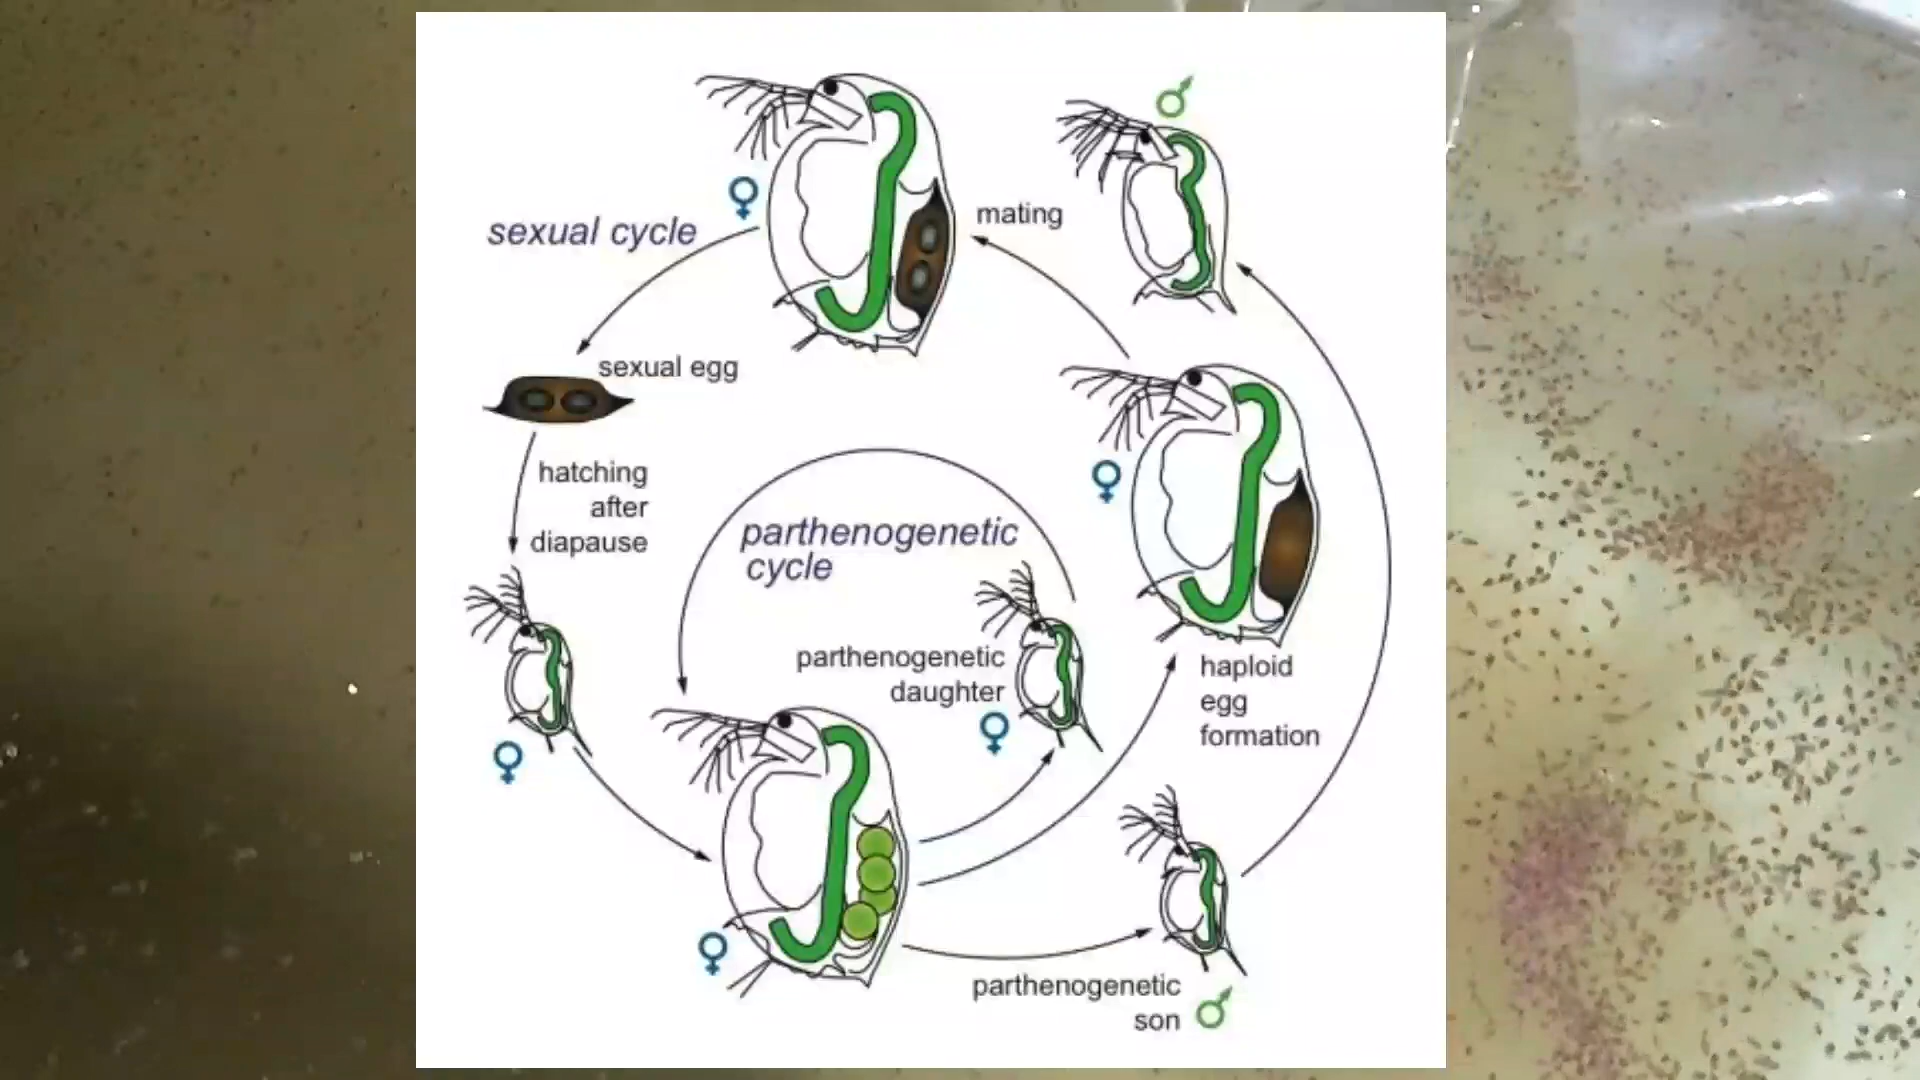 mating
sexual cycle
sexual egg
hatching
after
diapause
parthenogenetic
cycle
parthenogenetic
daughter
haploid
egg
formation
parthenogenetic
son